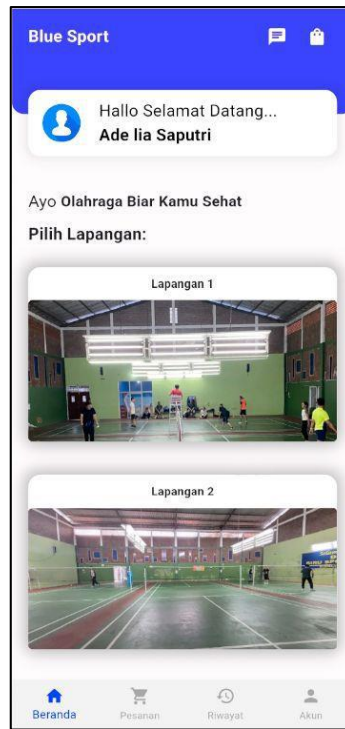 Blue Sport
Hallo Selamat Datang...
Ade lia Saputri
Ayo Olahraga Biar Kamu Sehat
Pilih Lapangan:
Lapangan 1
Lapangan 2
Beranda
Pesanan
Riwayat
Akun